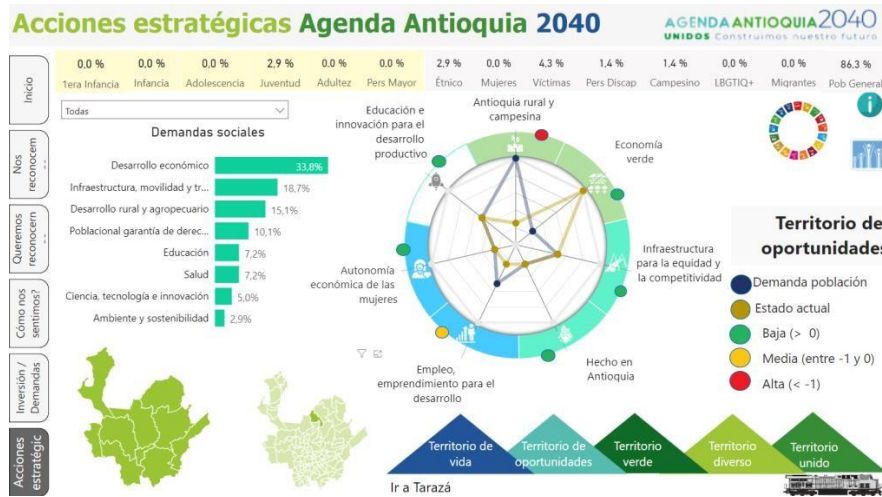 Acciones estratégicas Agenda Antioquia 2040
AGENDA ANTIOQUIA 2040
UNIDOS Construimos nuestro futuro
Inicio
Nos reconocem
..
Queremos reconocern
..
Cómo nos sentimos?
Inversión / Demandas
Acciones estratégic
0,0 % 0,0 % 0,0 % 2,9 % 0,0 % 0,0 % 2,9 % 0,0 % 4,3 % 1,4 % 1,4 % 0,0 % 0,0 % 86,3 %
1era Infancia Infancia Adolescencia Juventud Adultez Pers Mayor Étnico Mujeres Víctimas Pers Discap Campesino LBGTIQ+ Migrantes Pob General
Todas
Demandas sociales
Desarrollo económico 33,8%
Infraestructura, movilidad y tr... 18,7%
Desarrollo rural y agropecuario 15,1%
Poblacional garantía de derec... 10,1%
Educación 7,2%
Salud 7,2%
Ciencia, tecnología e innovación 5,0%
Ambiente y sostenibilidad 2,9%
Educación e
innovación para el
desarrollo
productivo
Antioquia rural y
campesina
Economía
verde
Infraestructura
para la equidad y
la competitividad
Hecho en
Antioquia
Empleo,
emprendimiento para el
desarrollo
Autonomía
económica de las
mujeres
Territorio de
oportunidades
Demanda población
Estado actual
Baja (> 0)
Media (entre -1 y 0)
Alta (< -1)
Territorio de
vida
Territorio de
oportunidades
Territorio
verde
Territorio
diverso
Territorio
unido
Ir a Tarazá